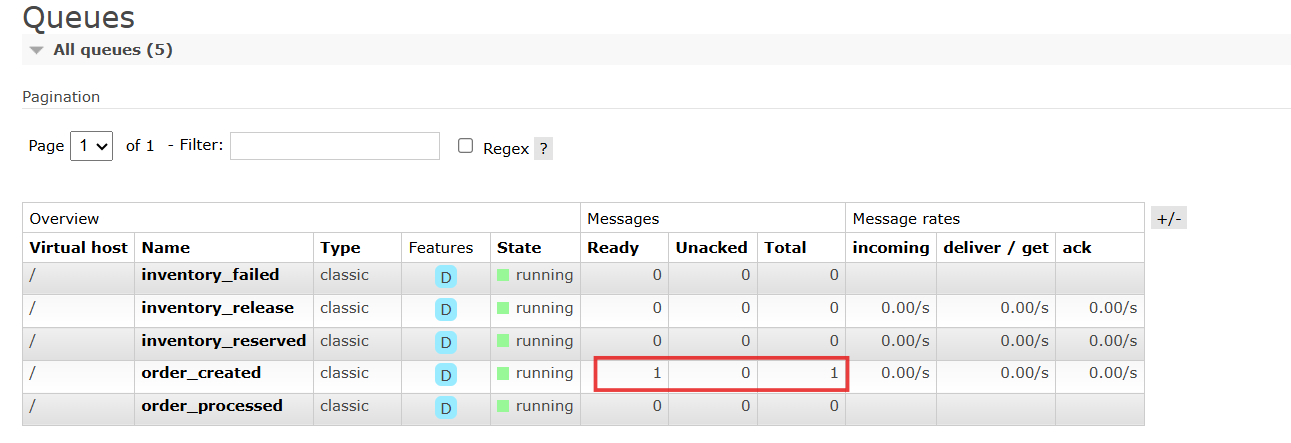 Queues
All queues (5)
Pagination
Page 1 of 1 - Filter: Regex ?
Overview Messages Message rates +/-
Virtual host Name Type Features State Ready Unacked Total incoming deliver / get ack
/ inventory_failed classic D running 0 0 0
/ inventory_release classic D running 0 0 0 0.00/s 0.00/s 0.00/s
/ inventory_reserved classic D running 0 0 0 0.00/s 0.00/s 0.00/s
/ order_created classic D running 1 0 1 0.00/s 0.00/s 0.00/s
/ order_processed classic D running 0 0 0